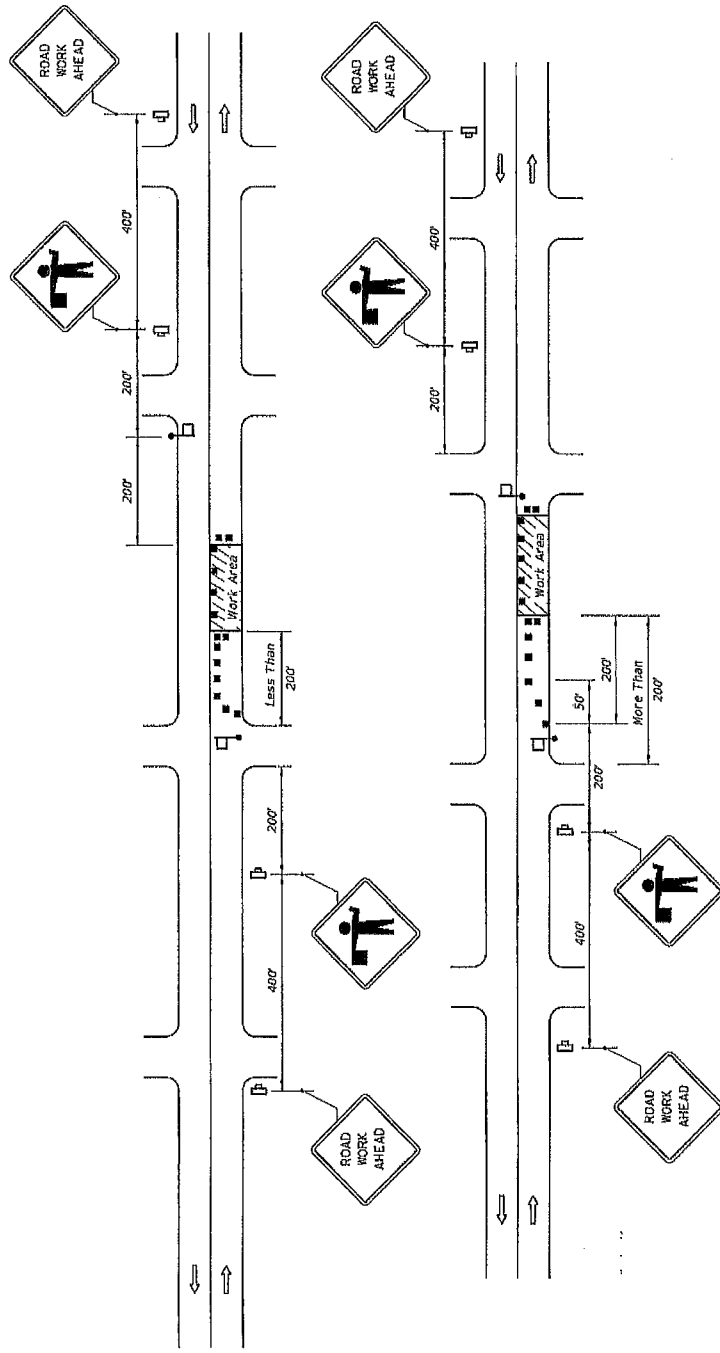 ROAD
WORK
AHEAD
400'
200'
200'
Work Area
Less Than
200'
200'
400'
ROAD
WORK
AHEAD
ROAD
WORK
AHEAD
400'
200'
Work Area
200'
More Than
200'
50'
200'
400'
ROAD
WORK
AHEAD